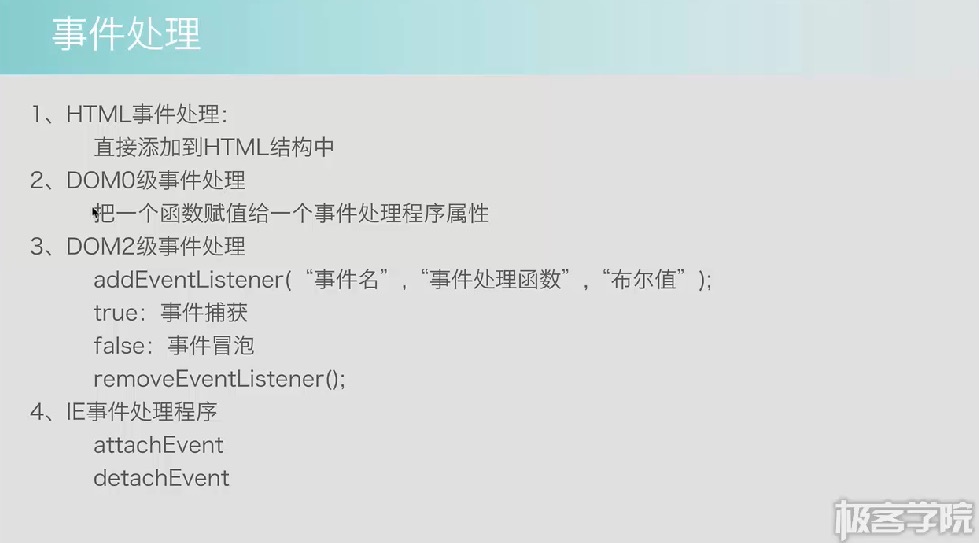 事件处理
1、HTML事件处理：
直接添加到HTML结构中
2、DOM0级事件处理
把一个函数赋值给一个事件处理程序属性
3、DOM2级事件处理
addEventListener(“事件名”,“事件处理函数”,“布尔值”);
true：事件捕获
false：事件冒泡
removeEventListener();
4、IE事件处理程序
attachEvent
detachEvent
极客学院